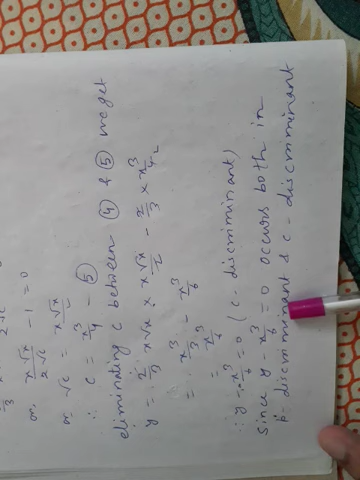 2√c
or x√x / 2√c - 1 = 0
or √c = x√x / 2
∴ c = x³/4 - ⑤
eliminating c between ④ & ⑤ we get
y = 2/3 x√x × x√x / 2 - 2/3 × x³/4
= x³/3 - x³/6
= x³/6
∴ y - x³/6 = 0 (c-discriminant)
Since y - x³/6 = 0 occurs both in
p-discriminant & c-discriminant